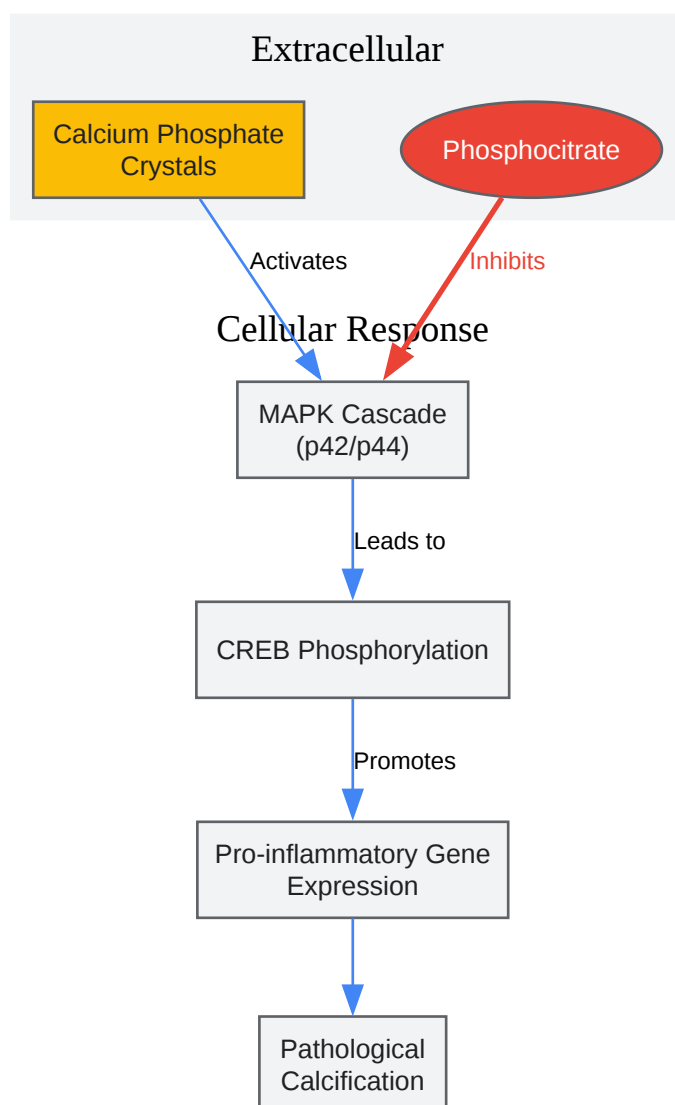 Extracellular
Calcium Phosphate
Crystals
Phosphocitrate
Activates
Inhibits
Cellular Response
MAPK Cascade
(p42/p44)
Leads to
CREB Phosphorylation
Promotes
Pro-inflammatory Gene
Expression
Pathological
Calcification